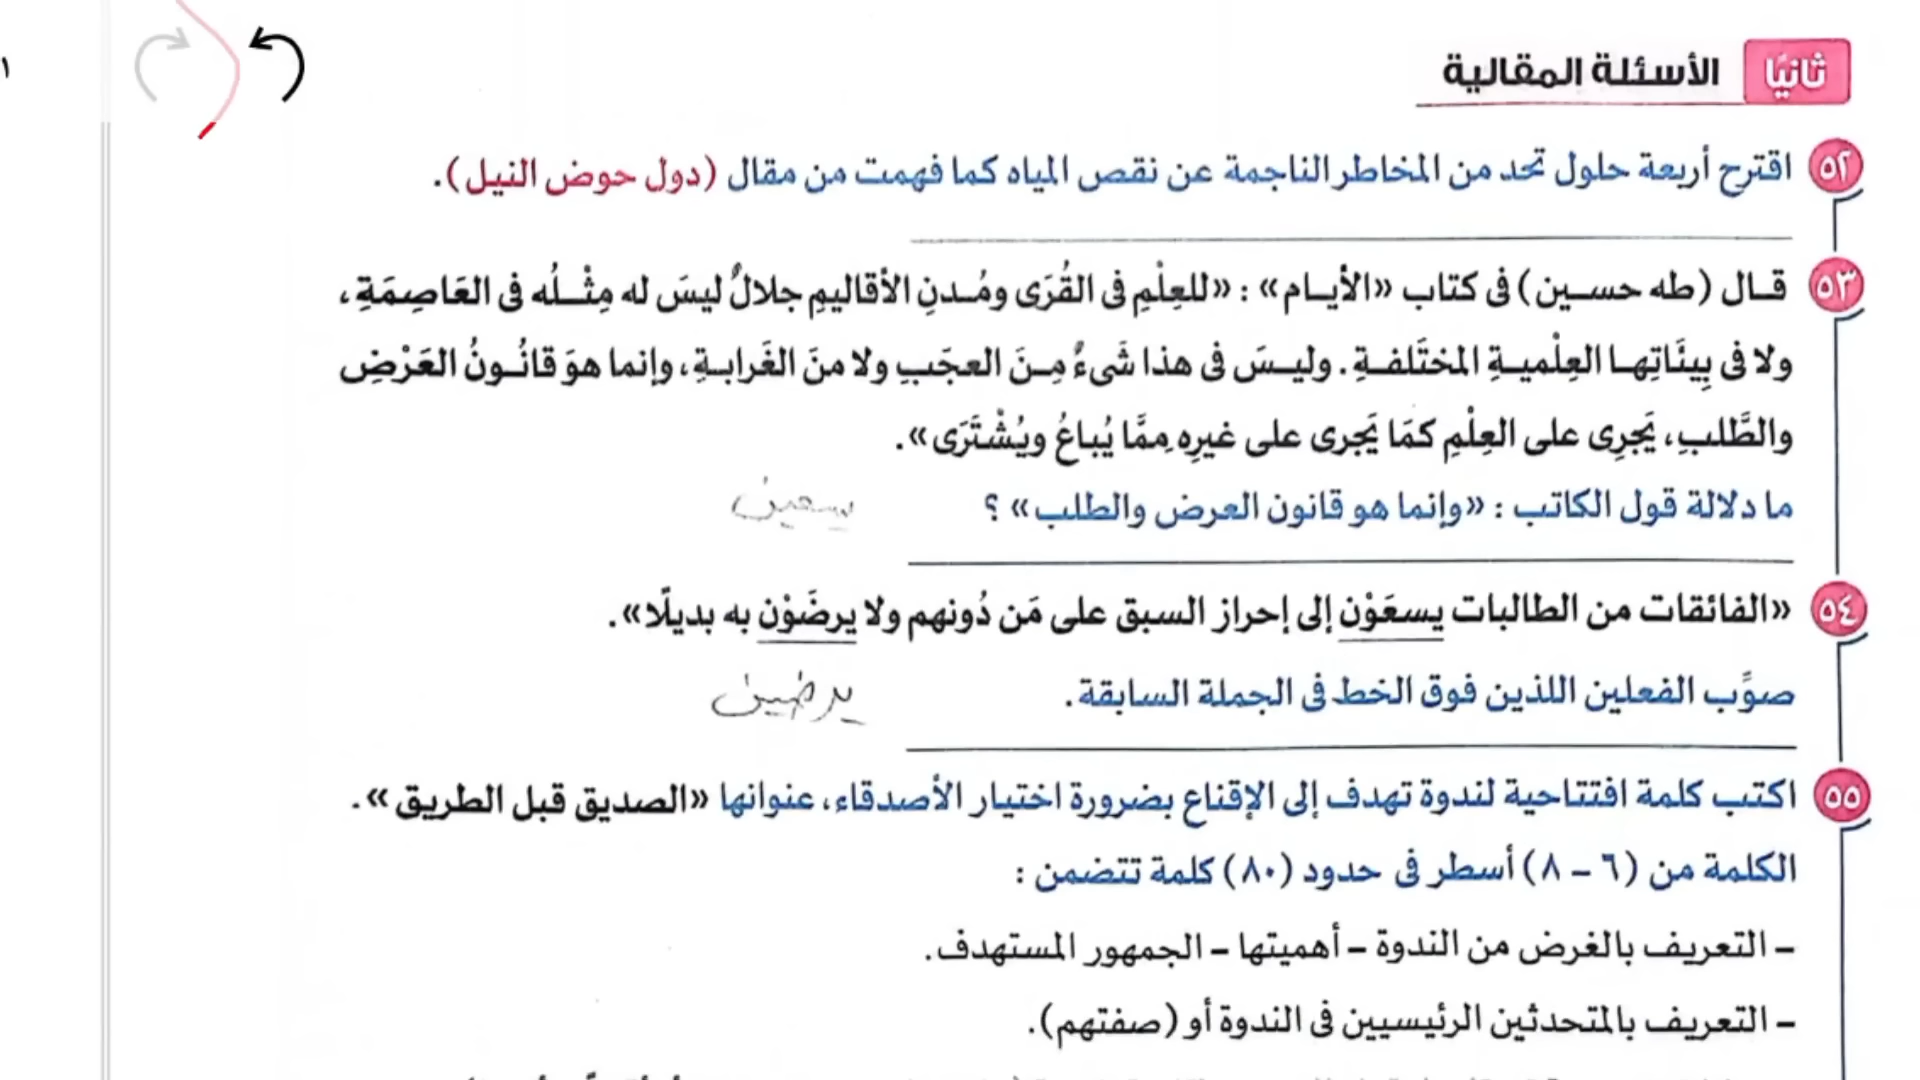 ١
ثانيًا الأسئلة المقالية
٥٢ اقترح أربعة حلول تحد من المخاطر الناجمة عن نقص المياه كما فهمت من مقال (دول حوض النيل).
٥٣ قال (طه حسين) فى كتاب «الأيام» : «للعِلْمِ فى القُرَى ومُدنِ الأقاليمِ جلالٌ ليسَ له مِثْلُه فى العَاصِمَةِ،
ولا فى بِيئَاتِها العِلْميةِ المختَلفةِ. وليسَ فى هذا شَىءٌ مِنَ العجَبِ ولا منَ الغَرابةِ، وإنما هوَ قانُونُ العَرْضِ
والطَّلبِ، يَجْرِى على العِلْمِ كمَا يَجرى على غيرِه مِمَّا يُباعُ ويُشْتَرَى».
ما دلالة قول الكاتب : «وإنما هو قانون العرض والطلب» ؟ يسعين
٥٤ «الفائقات من الطالبات يسعَوْن إلى إحراز السبق على مَن دُونهم ولا يرضَوْن به بديلًا».
صوِّب الفعلين اللذين فوق الخط فى الجملة السابقة. يرضين
٥٥ اكتب كلمة افتتاحية لندوة تهدف إلى الإقناع بضرورة اختيار الأصدقاء، عنوانها «الصديق قبل الطريق».
الكلمة من (٦ – ٨) أسطر فى حدود (٨٠) كلمة تتضمن :
– التعريف بالغرض من الندوة – أهميتها – الجمهور المستهدف.
– التعريف بالمتحدثين الرئيسيين فى الندوة أو (صفتهم).